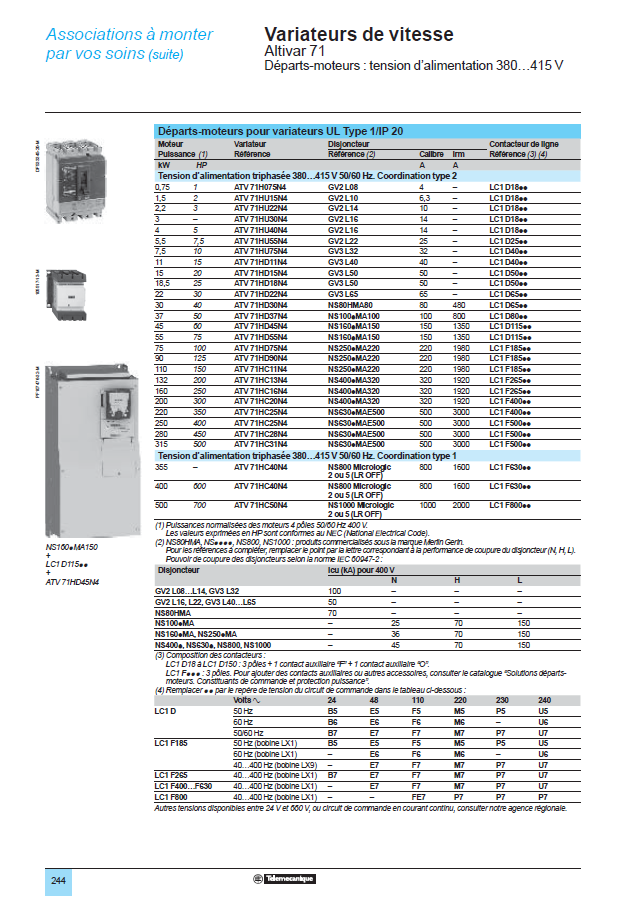 Associations à monter
par vos soins (suite)
Variateurs de vitesse
Altivar 71
Départs-moteurs : tension d'alimentation 380…415 V
Départs-moteurs pour variateurs UL Type 1/IP 20
Moteur Variateur Disjoncteur Contacteur de ligne
Puissance (1) Référence Référence (2) Calibre Irm Référence (3) (4)
kW HP A A
Tension d'alimentation triphasée 380…415 V 50/60 Hz. Coordination type 2
0,75 1 ATV 71H075N4 GV2 L08 4 – LC1 D18●●
1,5 2 ATV 71HU15N4 GV2 L10 6,3 – LC1 D18●●
2,2 3 ATV 71HU22N4 GV2 L14 10 – LC1 D18●●
3 – ATV 71HU30N4 GV2 L16 14 – LC1 D18●●
4 5 ATV 71HU40N4 GV2 L16 14 – LC1 D18●●
5,5 7,5 ATV 71HU55N4 GV2 L22 25 – LC1 D25●●
7,5 10 ATV 71HU75N4 GV3 L32 32 – LC1 D40●●
11 15 ATV 71HD11N4 GV3 L40 40 – LC1 D40●●
15 20 ATV 71HD15N4 GV3 L50 50 – LC1 D50●●
18,5 25 ATV 71HD18N4 GV3 L50 50 – LC1 D50●●
22 30 ATV 71HD22N4 GV3 L65 65 – LC1 D65●●
30 40 ATV 71HD30N4 NS80HMA80 80 480 LC1 D65●●
37 50 ATV 71HD37N4 NS100●MA100 100 800 LC1 D80●●
45 60 ATV 71HD45N4 NS160●MA150 150 1350 LC1 D115●●
55 75 ATV 71HD55N4 NS160●MA150 150 1350 LC1 D115●●
75 100 ATV 71HD75N4 NS250●MA220 220 1980 LC1 F185●●
90 125 ATV 71HD90N4 NS250●MA220 220 1980 LC1 F185●●
110 150 ATV 71HC11N4 NS250●MA220 220 1980 LC1 F185●●
132 200 ATV 71HC13N4 NS400●MA320 320 1920 LC1 F265●●
160 250 ATV 71HC16N4 NS400●MA320 320 1920 LC1 F265●●
200 300 ATV 71HC20N4 NS400●MA320 320 1920 LC1 F400●●
220 350 ATV 71HC25N4 NS630●MAE500 500 3000 LC1 F400●●
250 400 ATV 71HC25N4 NS630●MAE500 500 3000 LC1 F500●●
280 450 ATV 71HC28N4 NS630●MAE500 500 3000 LC1 F500●●
315 500 ATV 71HC31N4 NS630●MAE500 500 3000 LC1 F500●●
Tension d'alimentation triphasée 380…415 V 50/60 Hz. Coordination type 1
355 – ATV 71HC40N4 NS800 Micrologic 800 1600 LC1 F630●●
2 ou 5 (LR OFF)
400 600 ATV 71HC40N4 NS800 Micrologic 800 1600 LC1 F630●●
2 ou 5 (LR OFF)
500 700 ATV 71HC50N4 NS1000 Micrologic 1000 2000 LC1 F800●●
2 ou 5 (LR OFF)
NS160●MA150
+
LC1 D115●●
+
ATV 71HD45N4
(1) Puissances normalisées des moteurs 4 pôles 50/60 Hz 400 V.
Les valeurs exprimées en HP sont conformes au NEC (National Electrical Code).
(2) NS80HMA, NS●●●●, NS800, NS1000 : produits commercialisés sous la marque Merlin Gerin.
Pour les références à compléter, remplacer le point par la lettre correspondant à la performance de coupure du disjoncteur (N, H, L).
Pouvoir de coupure des disjoncteurs selon la norme IEC 60947-2 :
Disjoncteur Icu (kA) pour 400 V
N H L
GV2 L08…L14, GV3 L32 100 –
GV2 L16, L22, GV3 L40…L65 50 –
NS80HMA 70 –
NS100●MA – 25 70 150
NS160●MA, NS250●MA – 36 70 150
NS400●, NS630●, NS800, NS1000 – 45 70 150
(3) Composition des contacteurs :
LC1 D18 à LC1 D150 : 3 pôles + 1 contact auxiliaire "F" + 1 contact auxiliaire "O".
LC1 F●●● : 3 pôles. Pour ajouter des contacts auxiliaires ou autres accessoires, consulter le catalogue "Solutions départs-
moteurs. Constituants de commande et protection puissance".
(4) Remplacer ●● par le repère de tension du circuit de commande dans le tableau ci-dessous :
Volts ~ 24 48 110 220 230 240
LC1 D 50 Hz B5 E5 F5 M5 P5 U5
60 Hz B6 E6 F6 M6 – U6
50/60 Hz B7 E7 F7 M7 P7 U7
LC1 F185 50 Hz (bobine LX1) B5 E5 F5 M5 P5 U5
60 Hz (bobine LX1) – E6 F6 M6 – U6
40…400 Hz (bobine LX9) – E7 F7 M7 P7 U7
LC1 F265 40…400 Hz (bobine LX1) B7 E7 F7 M7 P7 U7
LC1 F400…F630 40…400 Hz (bobine LX1) – E7 F7 M7 P7 U7
LC1 F800 40…400 Hz (bobine LX1) – – FE7 P7 P7 P7
Autres tensions disponibles entre 24 V et 660 V, ou circuit de commande en courant continu, consulter notre agence régionale.
244
Telemecanique